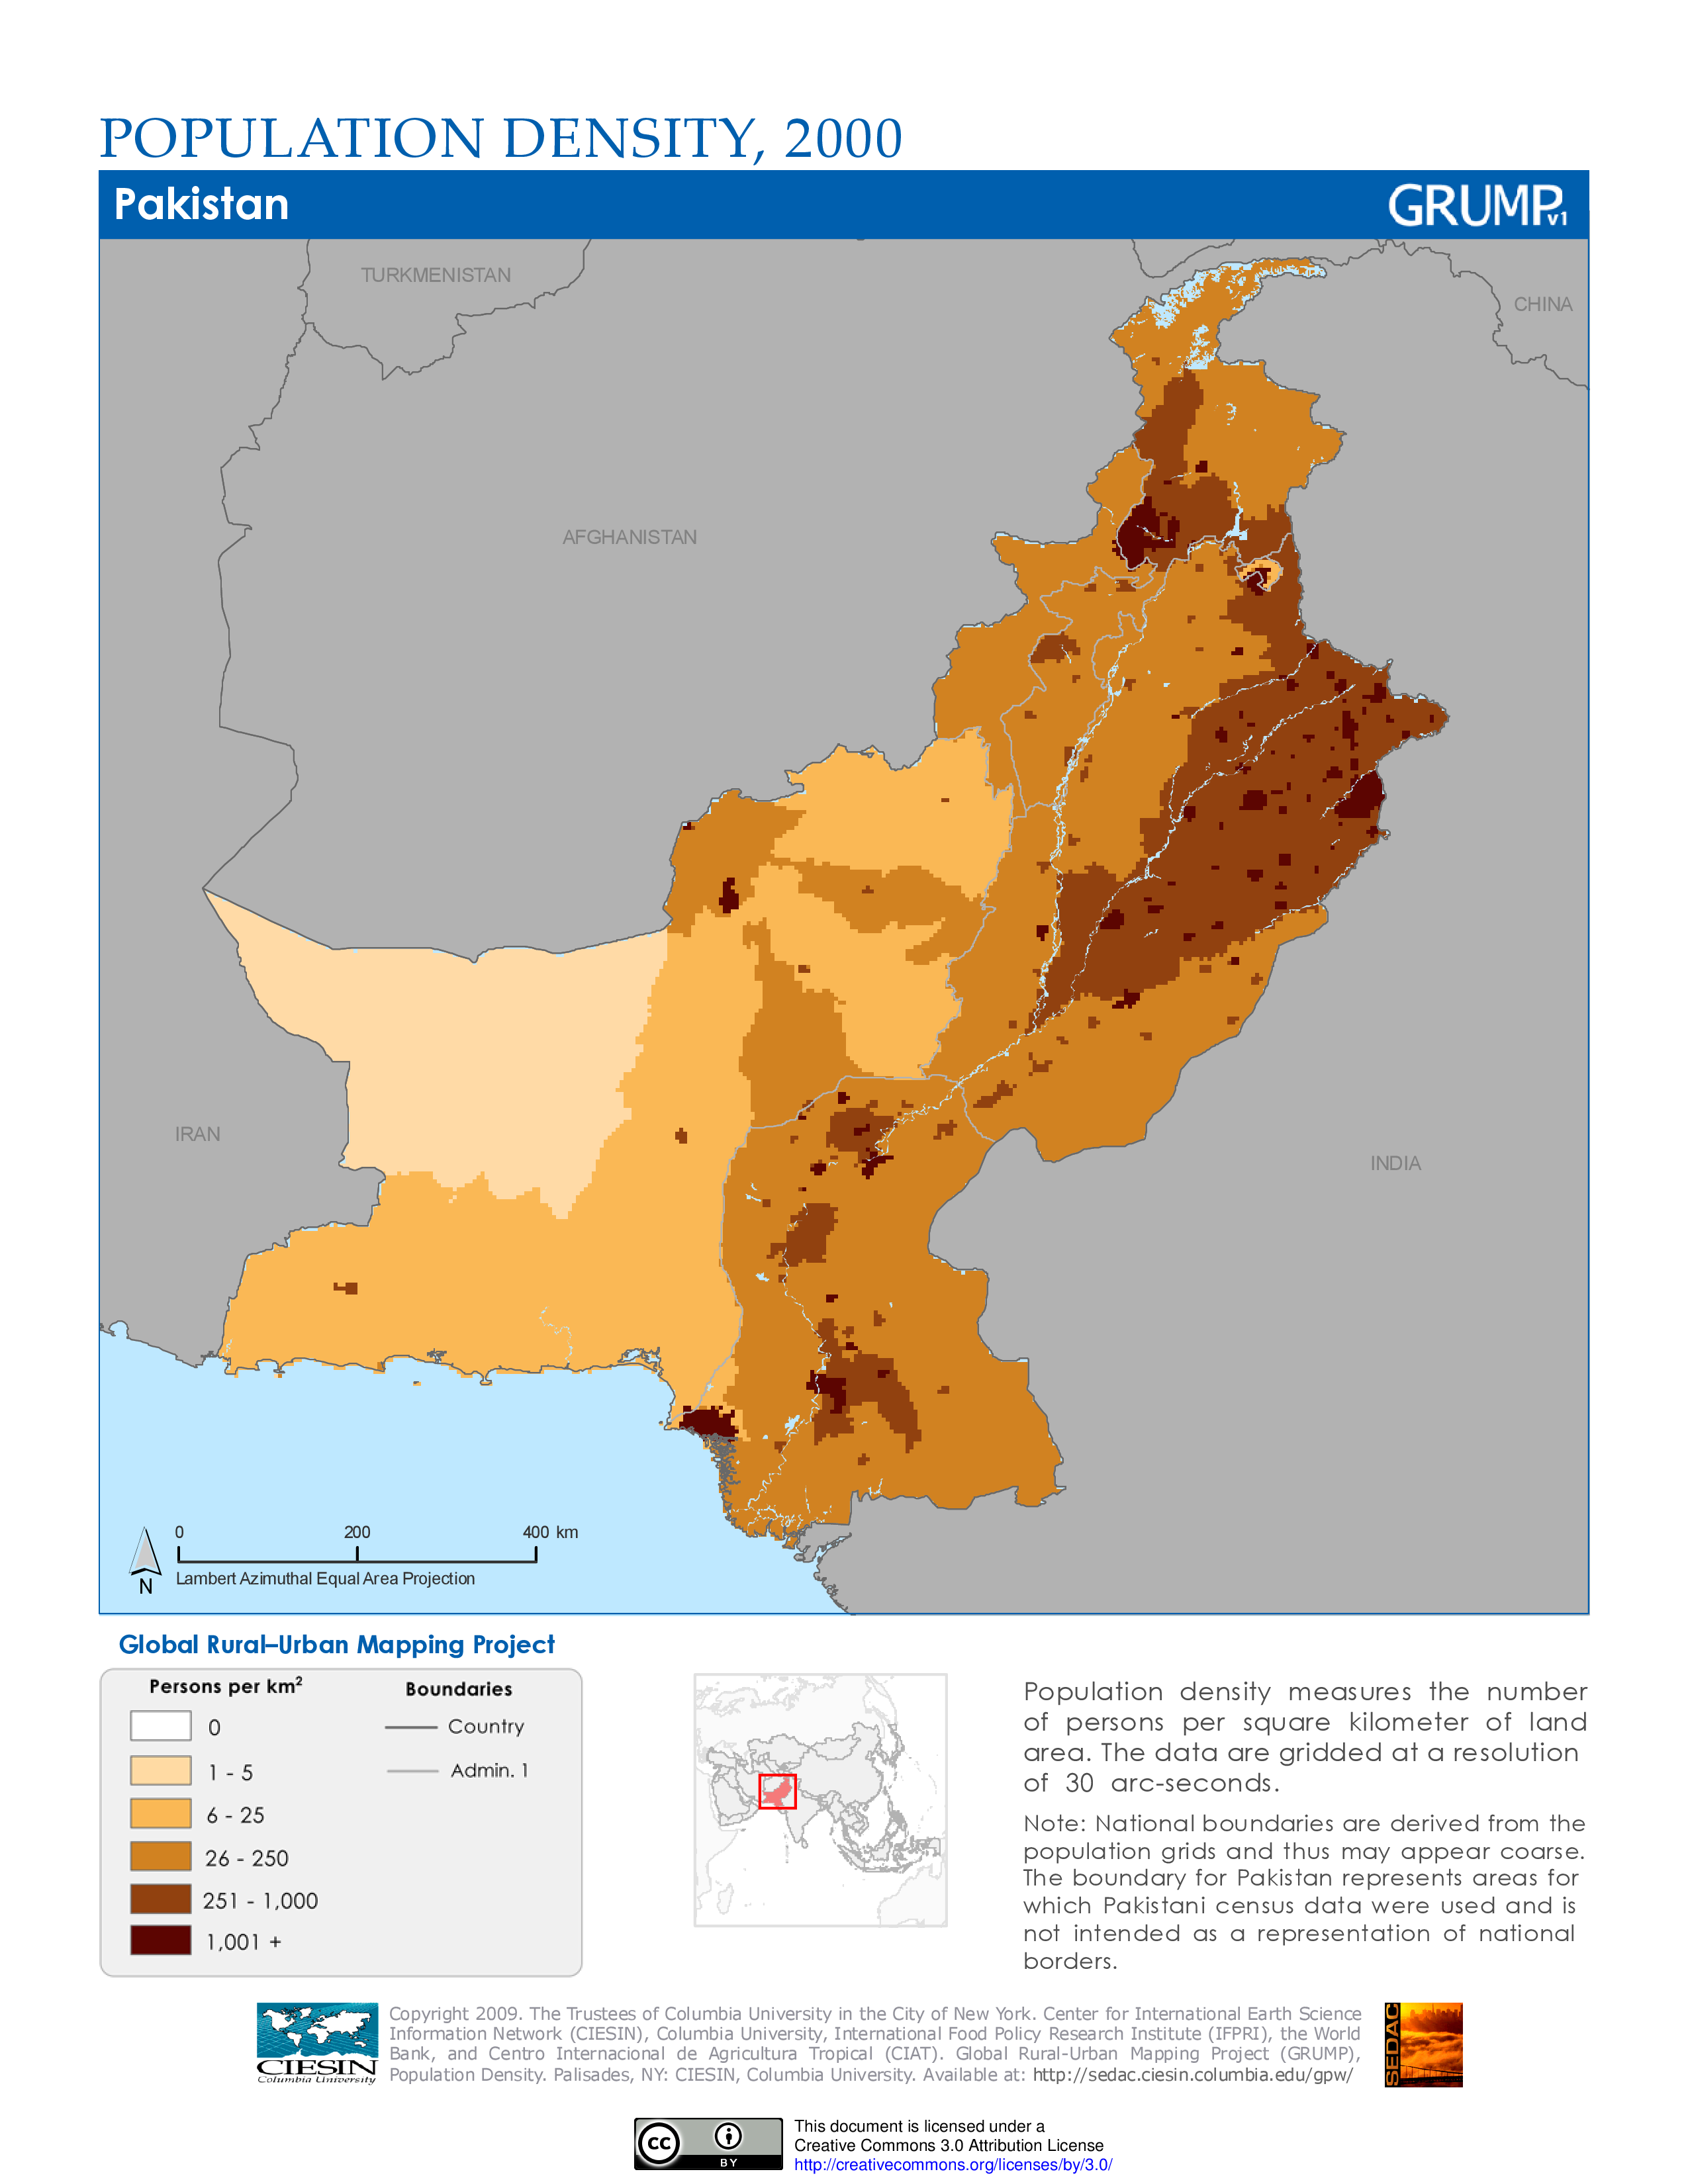 POPULATION DENSITY, 2000
Pakistan
GRUMPv1
TURKMENISTAN
CHINA
AFGHANISTAN
IRAN
INDIA
0 200 400 km
Lambert Azimuthal Equal Area Projection
N
Global Rural–Urban Mapping Project
Persons per km²
0
1 - 5
6 - 25
26 - 250
251 - 1,000
1,001 +
Boundaries
Country
Admin. 1
Population density measures the number
of persons per square kilometer of land
area. The data are gridded at a resolution
of 30 arc-seconds.
Note: National boundaries are derived from the
population grids and thus may appear coarse.
The boundary for Pakistan represents areas for
which Pakistani census data were used and is
not intended as a representation of national
borders.
CIESIN
Columbia University
Copyright 2009. The Trustees of Columbia University in the City of New York. Center for International Earth Science
Information Network (CIESIN), Columbia University, International Food Policy Research Institute (IFPRI), the World
Bank, and Centro Internacional de Agricultura Tropical (CIAT). Global Rural-Urban Mapping Project (GRUMP),
Population Density. Palisades, NY: CIESIN, Columbia University. Available at: http://sedac.ciesin.columbia.edu/gpw/
SEDAC
cc
BY
This document is licensed under a
Creative Commons 3.0 Attribution License
http://creativecommons.org/licenses/by/3.0/